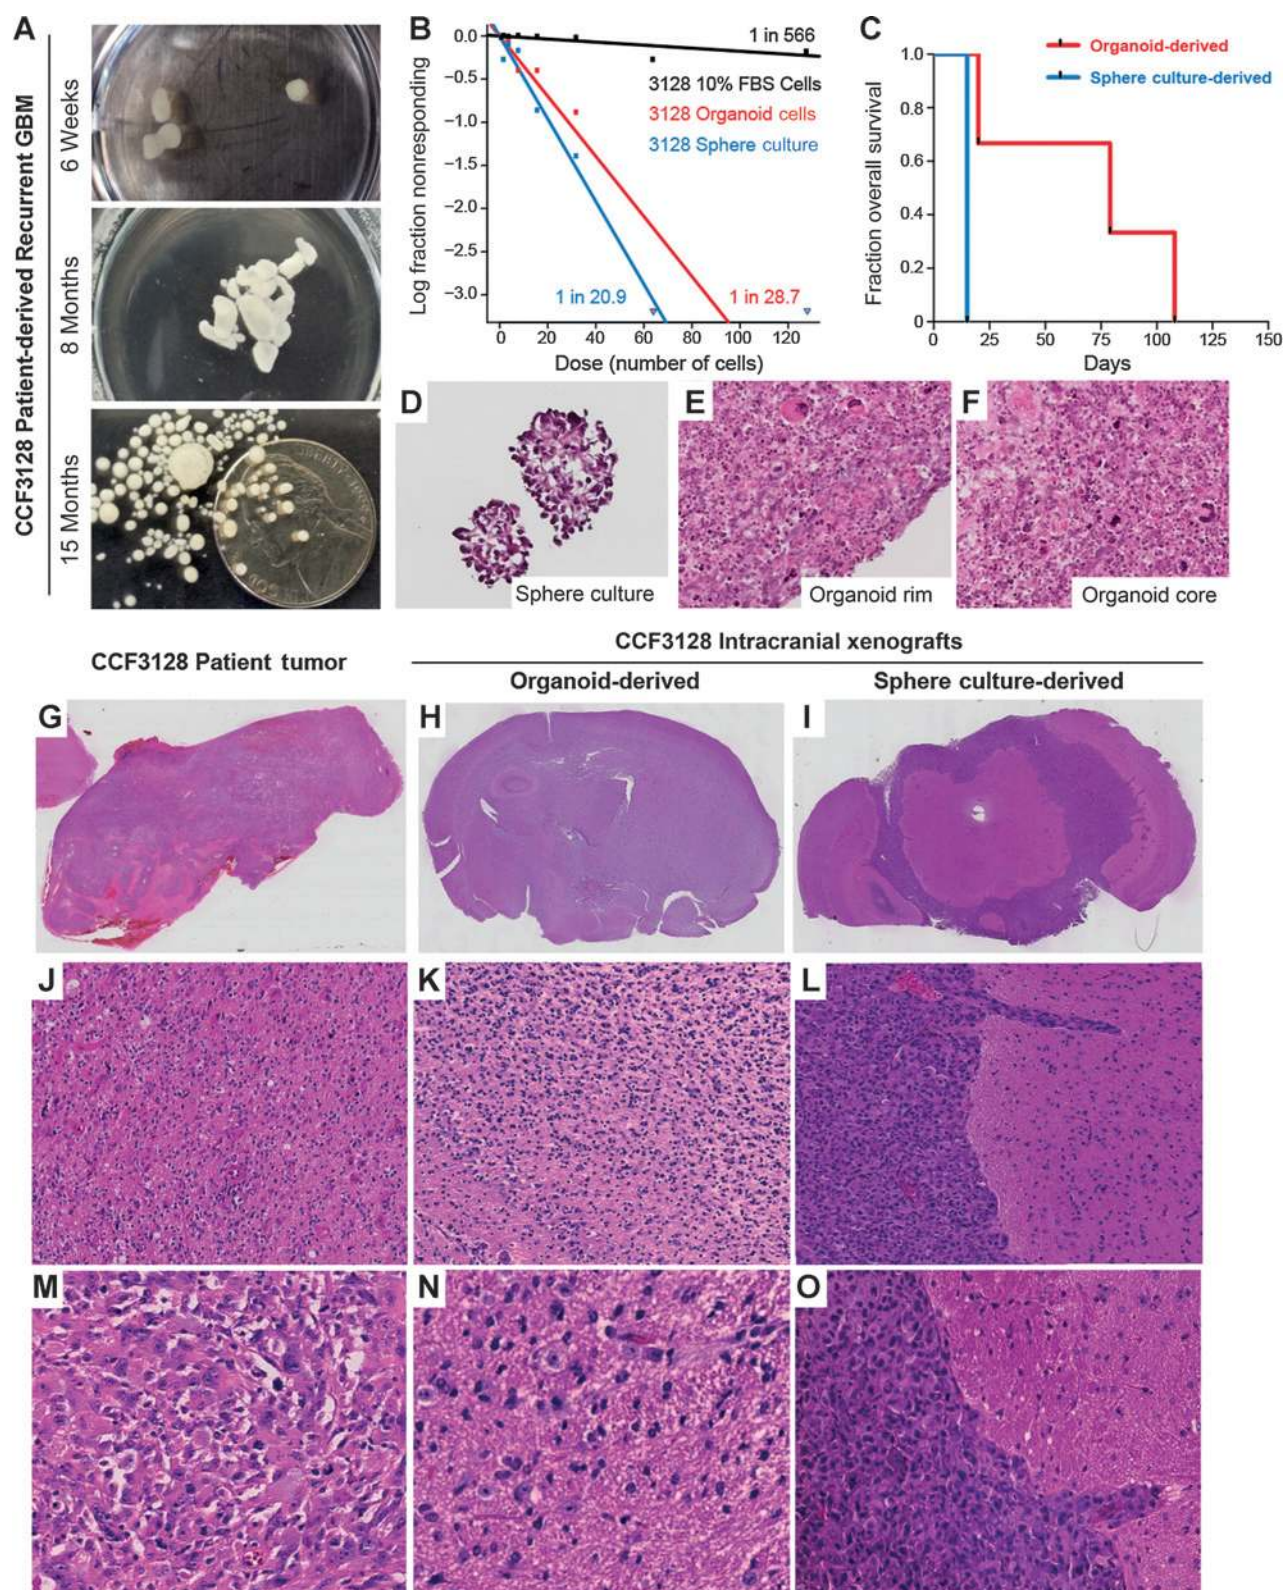 A
CCF3128 Patient-derived Recurrent GBM
6 Weeks
8 Months
15 Months
B
Log fraction nonresponding
0.0
−0.5
−1.0
−1.5
−2.0
−2.5
−3.0
1 in 566
3128 10% FBS Cells
3128 Organoid cells
3128 Sphere culture
1 in 20.9
1 in 28.7
0 20 40 60 80 100 120
Dose (number of cells)
C
Organoid-derived
Sphere culture-derived
Fraction overall survival
1.0
0.8
0.6
0.4
0.2
0
0 25 75 50 100 125 150
Days
D
Sphere culture
E
Organoid rim
F
Organoid core
CCF3128 Intracranial xenografts
CCF3128 Patient tumor
Organoid-derived
Sphere culture-derived
G
H
I
J
K
L
M
N
O